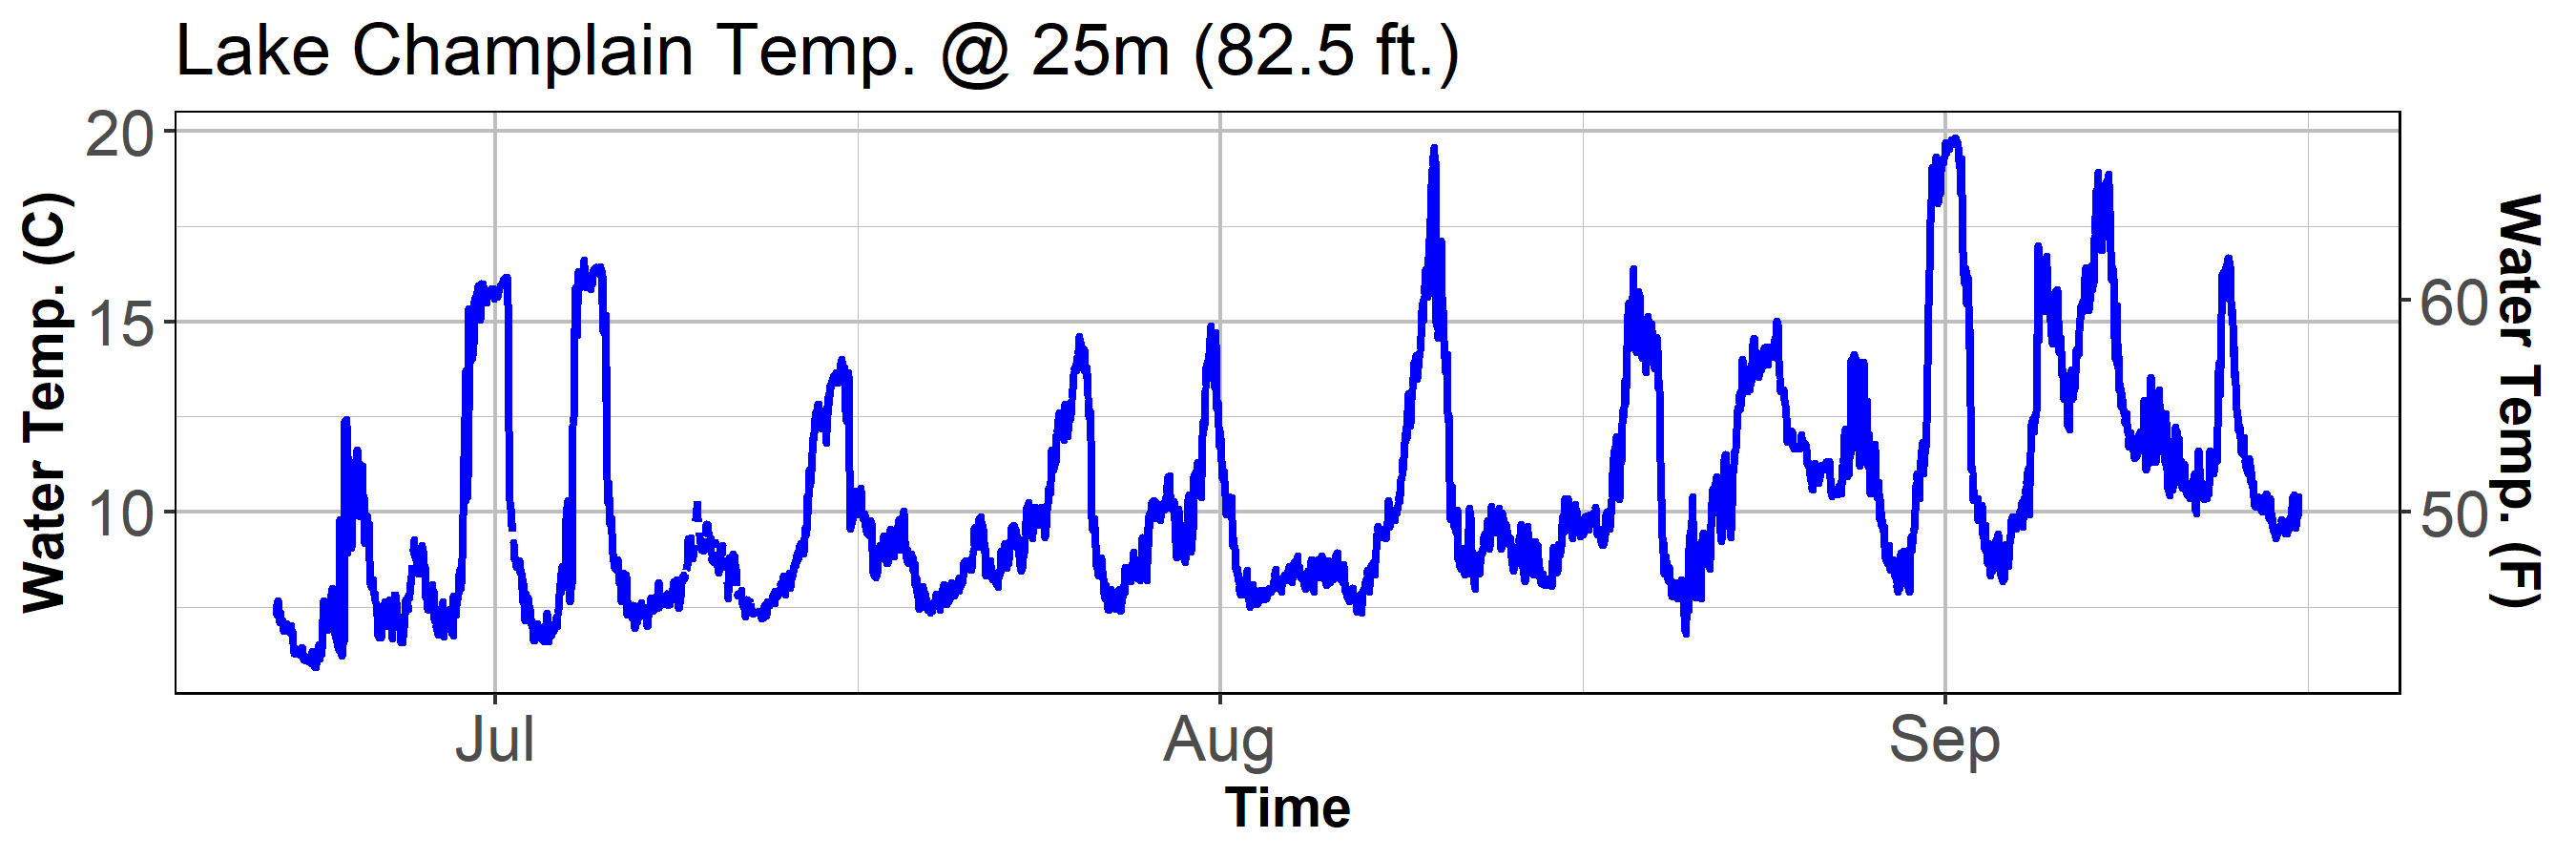 Lake Champlain Temp. @ 25m (82.5 ft.)
Water Temp. (C)
20
15
10
60
50
Water Temp. (F)
Jul Aug Sep
Time